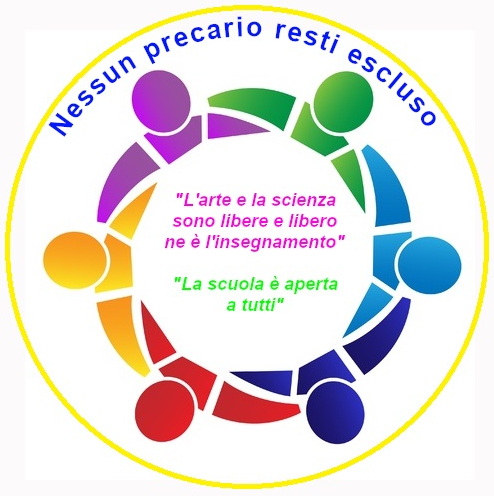 Nessun precario resti escluso
"L'arte e la scienza
sono libere e libero
ne è l'insegnamento"
"La scuola è aperta
a tutti"